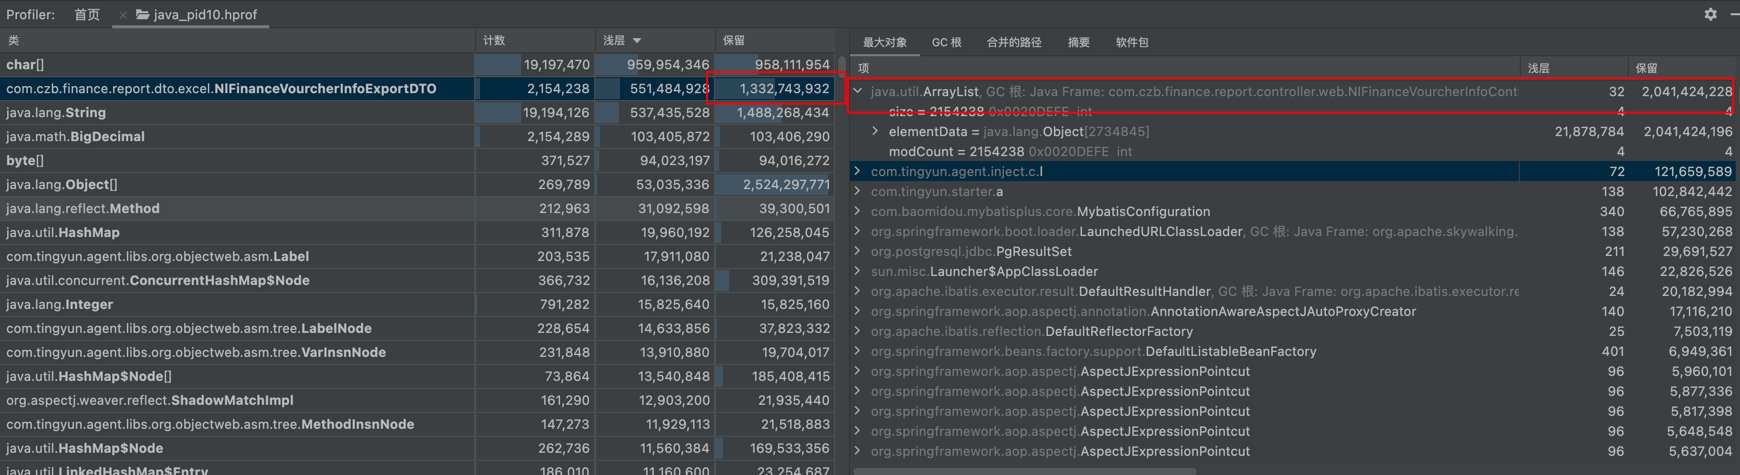 Profiler: 首页 java_pid10.hprof
类 计数 浅层 保留
char[] 19,197,470 959,954,346 958,111,954
com.czb.finance.report.dto.excel.NIFinanceVourcherInfoExportDTO 2,154,238 551,484,928 1,332,743,932
java.lang.String 19,194,126 537,435,528 1,488,268,434
java.math.BigDecimal 2,154,289 103,405,872 103,406,290
byte[] 371,527 94,023,197 94,016,272
java.lang.Object[] 269,789 53,035,336 2,524,297,771
java.lang.reflect.Method 212,963 31,092,598 39,300,501
java.util.HashMap 311,878 19,960,192 126,258,045
com.tingyun.agent.libs.org.objectweb.asm.Label 203,535 17,911,080 21,238,047
java.util.concurrent.ConcurrentHashMap$Node 366,732 16,136,208 309,391,519
java.lang.Integer 791,282 15,825,640 15,825,160
com.tingyun.agent.libs.org.objectweb.asm.tree.LabelNode 228,654 14,633,856 37,823,332
com.tingyun.agent.libs.org.objectweb.asm.tree.VarInsnNode 231,848 13,910,880 19,704,017
java.util.HashMap$Node[] 73,864 13,540,848 185,408,415
org.aspectj.weaver.reflect.ShadowMatchImpl 161,290 12,903,200 21,935,440
com.tingyun.agent.libs.org.objectweb.asm.tree.MethodInsnNode 147,273 11,929,113 21,518,883
java.util.HashMap$Node 262,736 11,560,384 169,533,356
java.util.LinkedHashMap$Entry 186,010 11,160,600 23,254,687
最大对象 GC 根 合并的路径 摘要 软件包
项 浅层 保留
java.util.ArrayList, GC 根: Java Frame: com.czb.finance.report.controller.web.NIFinanceVourcherInfoCont 32 2,041,424,228
size = 2154238 0x0020DEFE int 4 4
elementData = java.lang.Object[2734845] 21,878,784 2,041,424,196
modCount = 2154238 0x0020DEFE int 4 4
com.tingyun.agent.inject.c.l 72 121,659,589
com.tingyun.starter.a 138 102,842,442
com.baomidou.mybatisplus.core.MybatisConfiguration 340 66,765,895
org.springframework.boot.loader.LaunchedURLClassLoader, GC 根: Java Frame: org.apache.skywalking. 138 57,230,268
org.postgresql.jdbc.PgResultSet 211 29,691,527
sun.misc.Launcher$AppClassLoader 146 22,826,526
org.apache.ibatis.executor.result.DefaultResultHandler, GC 根: Java Frame: org.apache.ibatis.executor.re 24 20,182,994
org.springframework.aop.aspectj.annotation.AnnotationAwareAspectJAutoProxyCreator 140 17,116,210
org.apache.ibatis.reflection.DefaultReflectorFactory 25 7,503,119
org.springframework.beans.factory.support.DefaultListableBeanFactory 401 6,949,361
org.springframework.aop.aspectj.AspectJExpressionPointcut 96 5,960,101
org.springframework.aop.aspectj.AspectJExpressionPointcut 96 5,877,336
org.springframework.aop.aspectj.AspectJExpressionPointcut 96 5,817,398
org.springframework.aop.aspectj.AspectJExpressionPointcut 96 5,648,548
org.springframework.aop.aspectj.AspectJExpressionPointcut 96 5,637,004